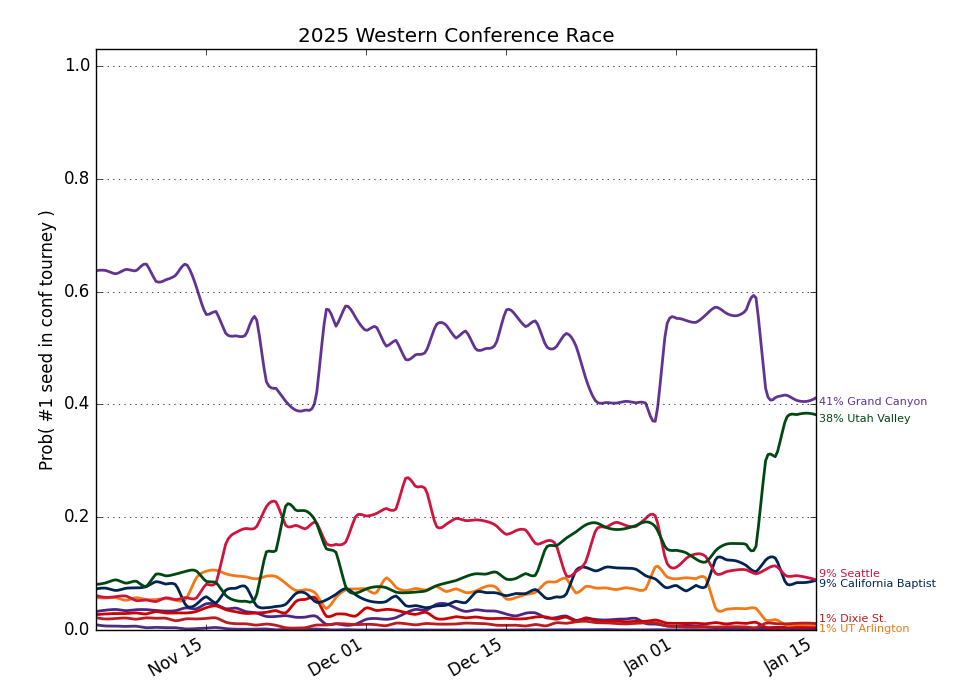 2025 Western Conference Race
Prob( #1 seed in conf tourney )
1.0
0.8
0.6
0.4
0.2
0.0
41% Grand Canyon
38% Utah Valley
9% Seattle
9% California Baptist
1% Dixie St.
1% UT Arlington
Nov 15
Dec 01
Dec 15
Jan 01
Jan 15